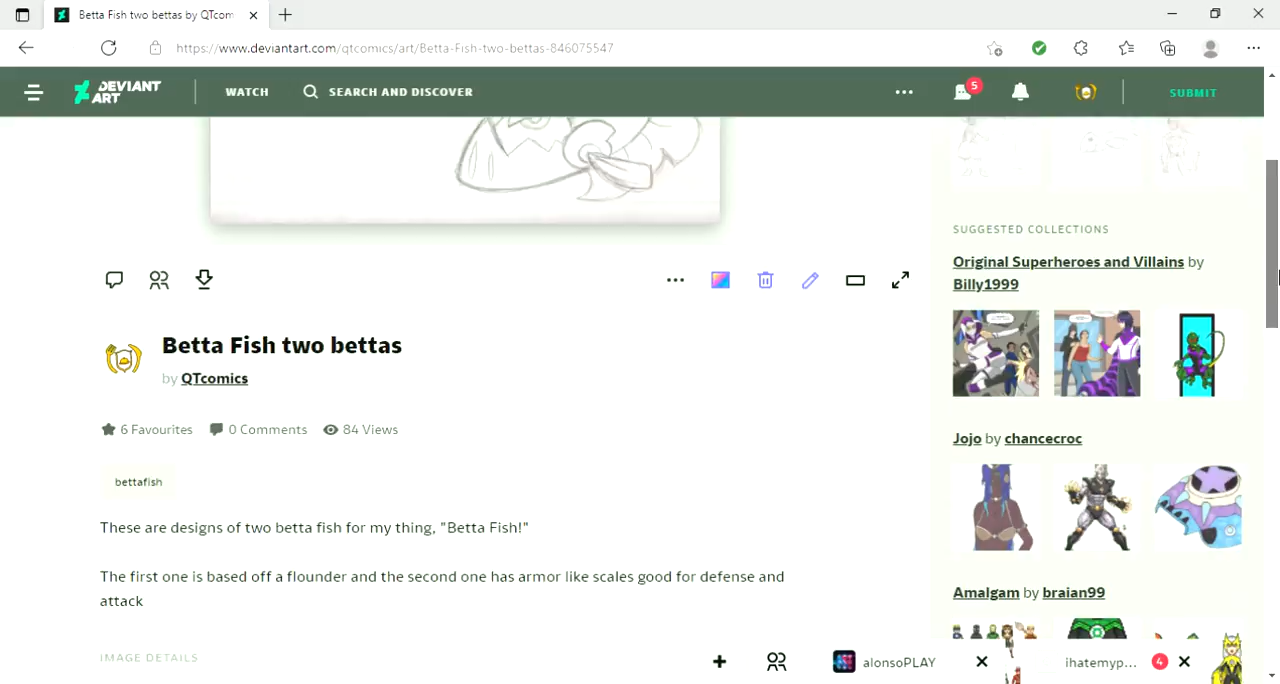 Betta Fish two bettas by QTcom
https://www.deviantart.com/qtcomics/art/Betta-Fish-two-bettas-846075547
DEVIANT
ART
WATCH
SEARCH AND DISCOVER
5
SUBMIT
SUGGESTED COLLECTIONS
Original Superheroes and Villains by
Billy1999
Betta Fish two bettas
by QTcomics
6 Favourites
0 Comments
84 Views
Jojo by chancecroc
bettafish
These are designs of two betta fish for my thing, "Betta Fish!"
The first one is based off a flounder and the second one has armor like scales good for defense and
attack
Amalgam by braian99
IMAGE DETAILS
alonsoPLAY
ihatemyp...
4